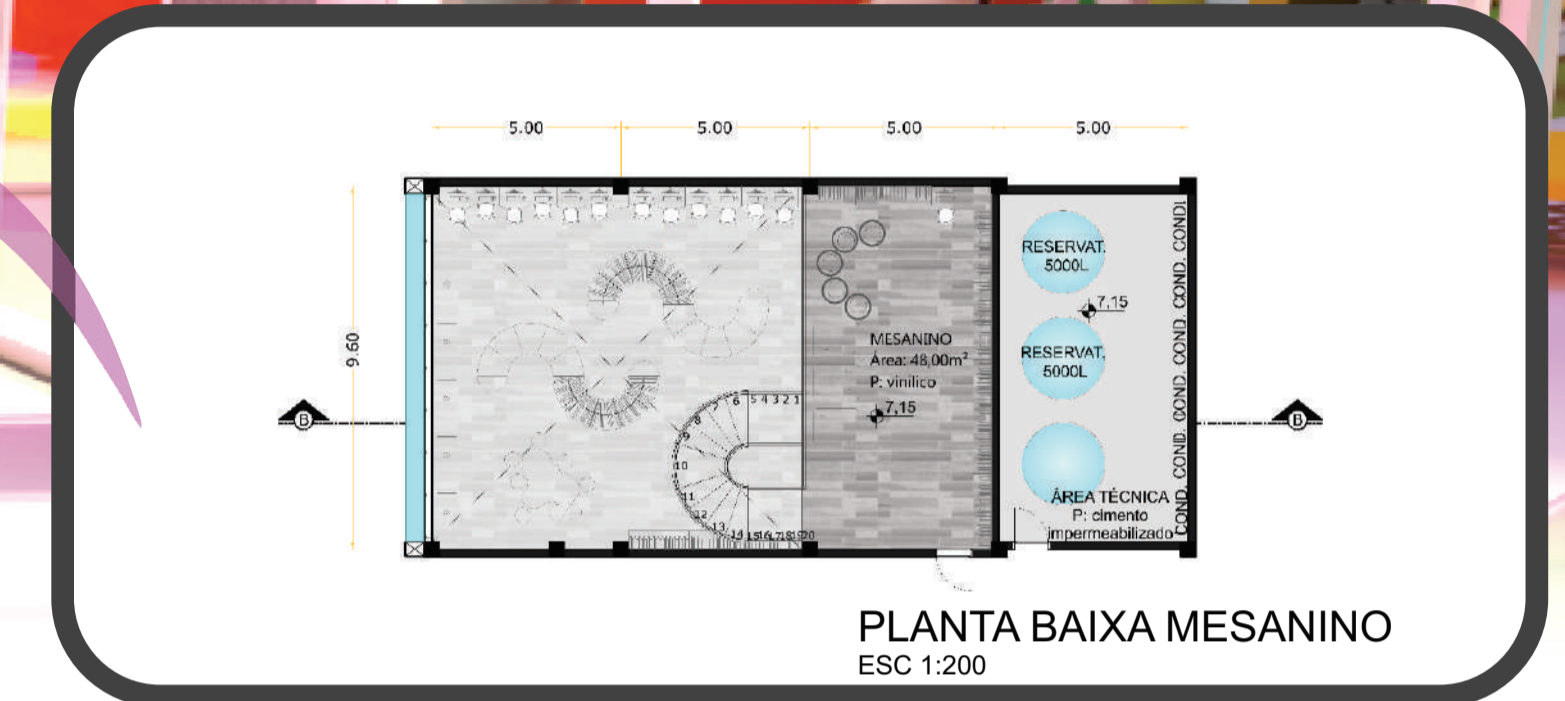 5.00
5.00
5.00
5.00
9.60
RESERVAT.
5000L
7,15
RESERVAT.
5000L
MESANINO
Área: 48,00m²
P: vinilico
7,15
6 5 4 3 2 1
7
8
9
10
11
12
13
14 15 16 17 18 19 20
B
B
ÁREA TÉCNICA
P: cimento
impermeabilizado
COND. COND. COND. COND. COND. COND. CONDI
PLANTA BAIXA MESANINO
ESC 1:200